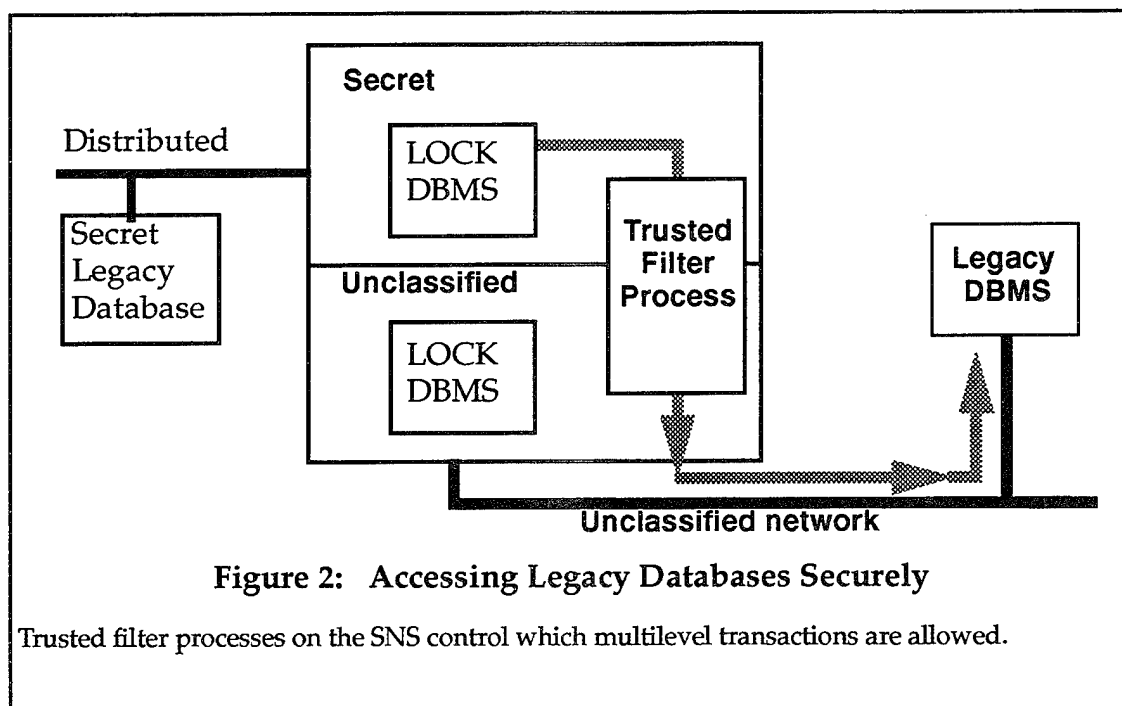 Secret
Distributed
LOCK
DBMS
Secret
Legacy
Database
Trusted
Filter
Process
Unclassified
LOCK
DBMS
Legacy
DBMS
Unclassified network
Figure 2: Accessing Legacy Databases Securely
Trusted filter processes on the SNS control which multilevel transactions are allowed.